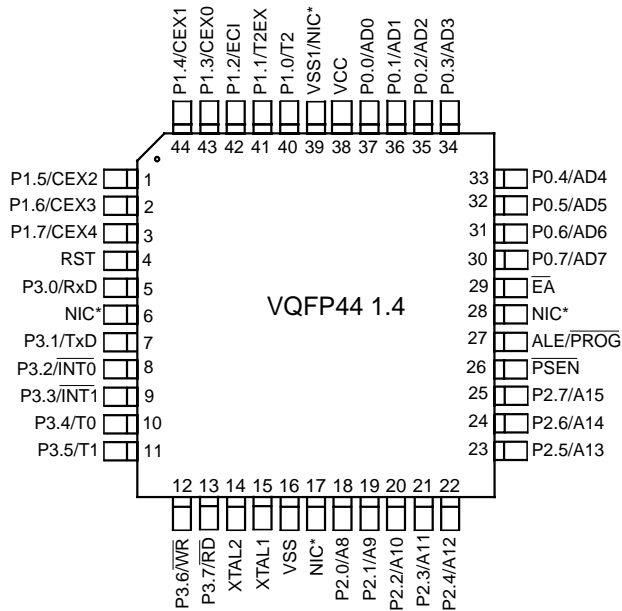 P1.4/CEX1
P1.3/CEX0
P1.2/ECI
P1.1/T2EX
P1.0/T2
VSS1/NIC*
VCC
P0.0/AD0
P0.1/AD1
P0.2/AD2
P0.3/AD3
44 43 42 41 40 39 38 37 36 35 34
P1.5/CEX2 1
P1.6/CEX3 2
P1.7/CEX4 3
RST 4
P3.0/RxD 5
NIC* 6
P3.1/TxD 7
P3.2/I̅N̅T̅0̅ 8
P3.3/I̅N̅T̅1̅ 9
P3.4/T0 10
P3.5/T1 11
VQFP44 1.4
33 P0.4/AD4
32 P0.5/AD5
31 P0.6/AD6
30 P0.7/AD7
29 E̅A̅
28 NIC*
27 ALE/P̅R̅O̅G̅
26 P̅S̅E̅N̅
25 P2.7/A15
24 P2.6/A14
23 P2.5/A13
12 13 14 15 16 17 18 19 20 21 22
P3.6/W̅R̅
P3.7/R̅D̅
XTAL2
XTAL1
VSS
NIC*
P2.0/A8
P2.1/A9
P2.2/A10
P2.3/A11
P2.4/A12